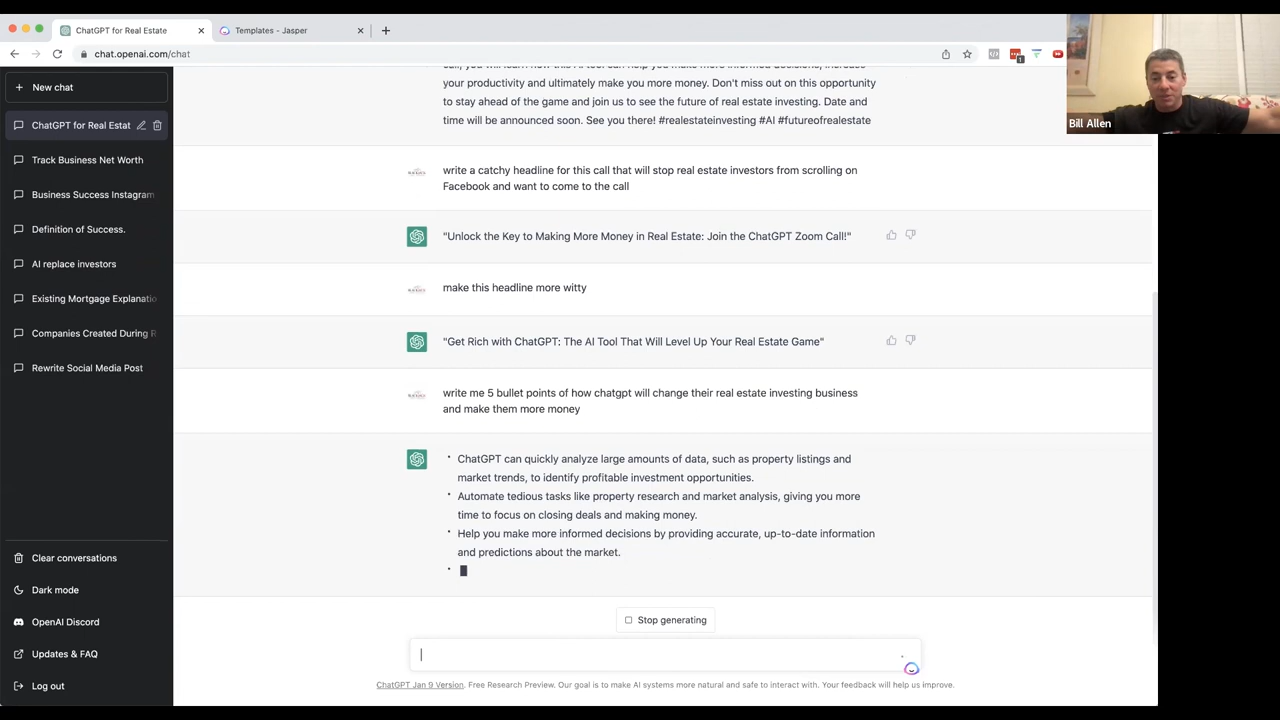 ChatGPT for Real Estate
Templates - Jasper
chat.openai.com/chat
1
Bill Allen
New chat
ChatGPT for Real Estat
Track Business Net Worth
Business Success Instagram
Definition of Success.
AI replace investors
Existing Mortgage Explanatio
Companies Created During R
Rewrite Social Media Post
Clear conversations
Dark mode
OpenAI Discord
Updates & FAQ
Log out
your productivity and ultimately make you more money. Don't miss out on this opportunity
to stay ahead of the game and join us to see the future of real estate investing. Date and
time will be announced soon. See you there! #realestateinvesting #AI #futureofrealestate
write a catchy headline for this call that will stop real estate investors from scrolling on
Facebook and want to come to the call
"Unlock the Key to Making More Money in Real Estate: Join the ChatGPT Zoom Call!"
make this headline more witty
"Get Rich with ChatGPT: The AI Tool That Will Level Up Your Real Estate Game"
write me 5 bullet points of how chatgpt will change their real estate investing business
and make them more money
• ChatGPT can quickly analyze large amounts of data, such as property listings and
market trends, to identify profitable investment opportunities.
• Automate tedious tasks like property research and market analysis, giving you more
time to focus on closing deals and making money.
• Help you make more informed decisions by providing accurate, up-to-date information
and predictions about the market.
•
Stop generating
ChatGPT Jan 9 Version. Free Research Preview. Our goal is to make AI systems more natural and safe to interact with. Your feedback will help us improve.